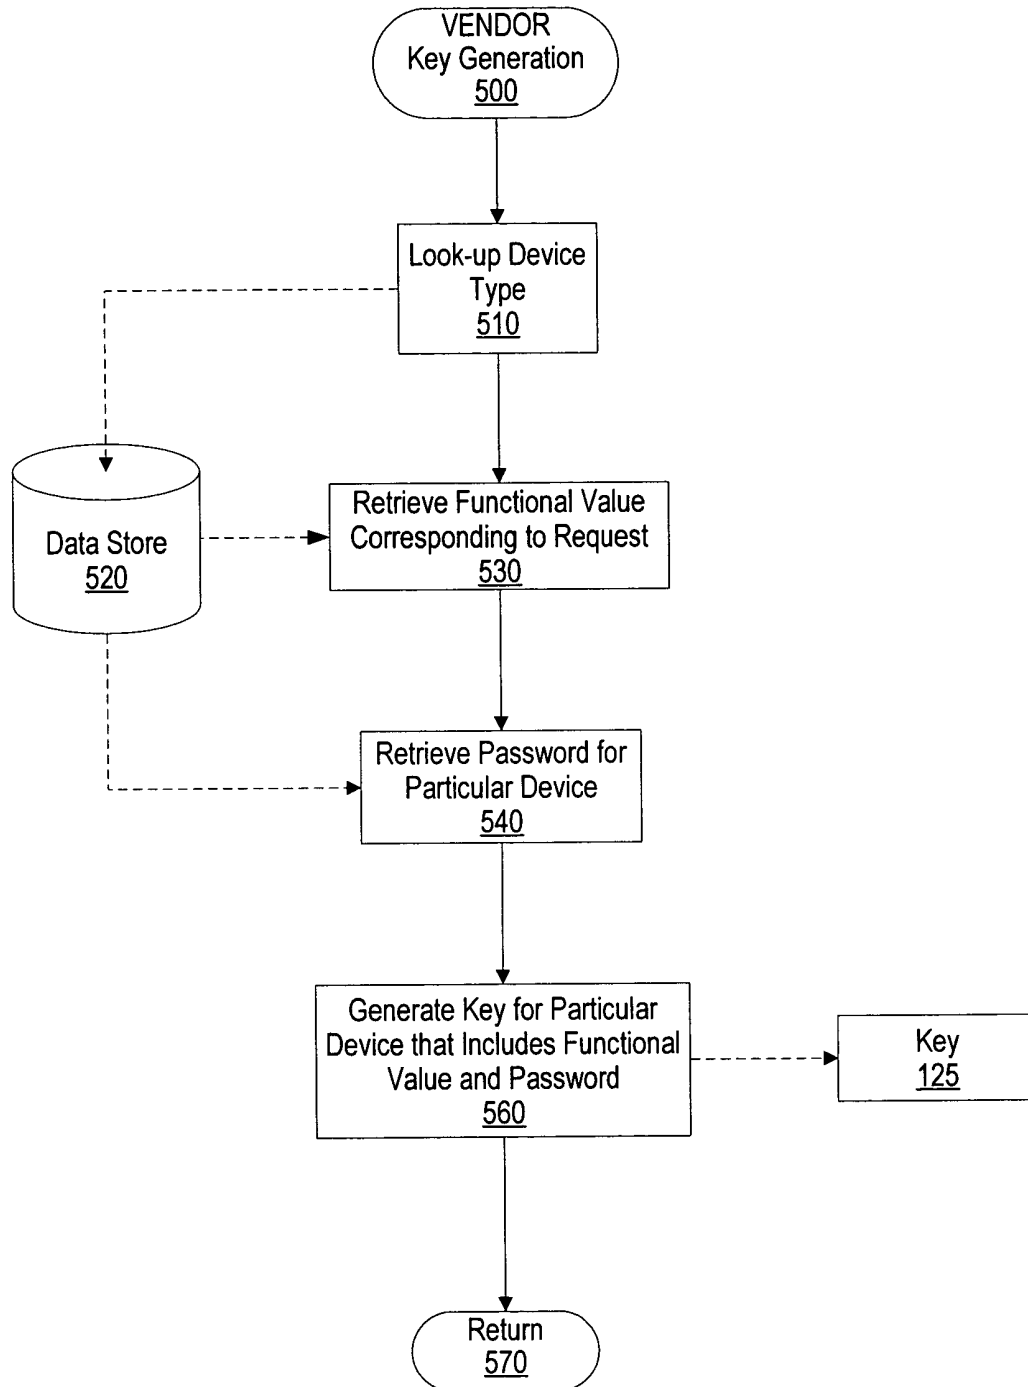 VENDOR
Key Generation
500
Look-up Device
Type
510
Data Store
520
Retrieve Functional Value
Corresponding to Request
530
Retrieve Password for
Particular Device
540
Generate Key for Particular
Device that Includes Functional
Value and Password
560
Key
125
Return
570